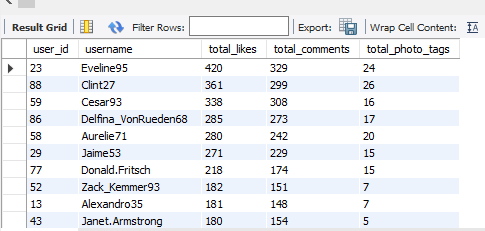 Result Grid Filter Rows: Export: Wrap Cell Content: IA
user_id username total_likes total_comments total_photo_tags
23 Eveline95 420 329 24
88 Clint27 361 299 26
59 Cesar93 338 308 16
86 Delfina_VonRueden68 285 273 17
58 Aurelie71 280 242 20
29 Jaime53 271 229 15
77 Donald.Fritsch 218 174 15
52 Zack_Kemmer93 182 151 7
13 Alexandro35 181 148 7
43 Janet.Armstrong 180 154 5